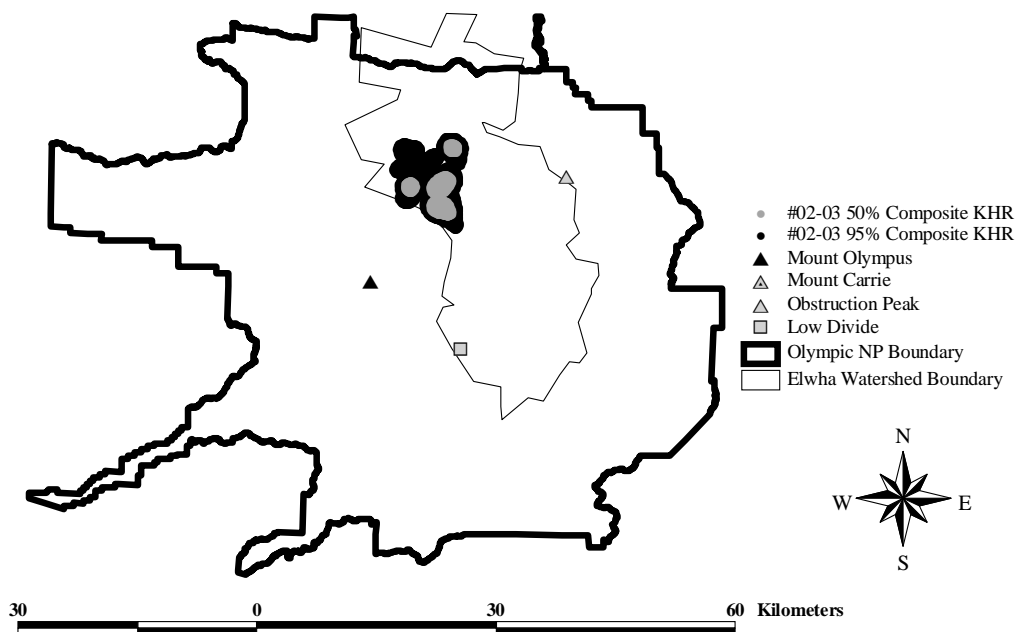 #02-03 50% Composite KHR
#02-03 95% Composite KHR
Mount Olympus
Mount Carrie
Obstruction Peak
Low Divide
Olympic NP Boundary
Elwha Watershed Boundary
N
W E
S
30 0 30 60 Kilometers